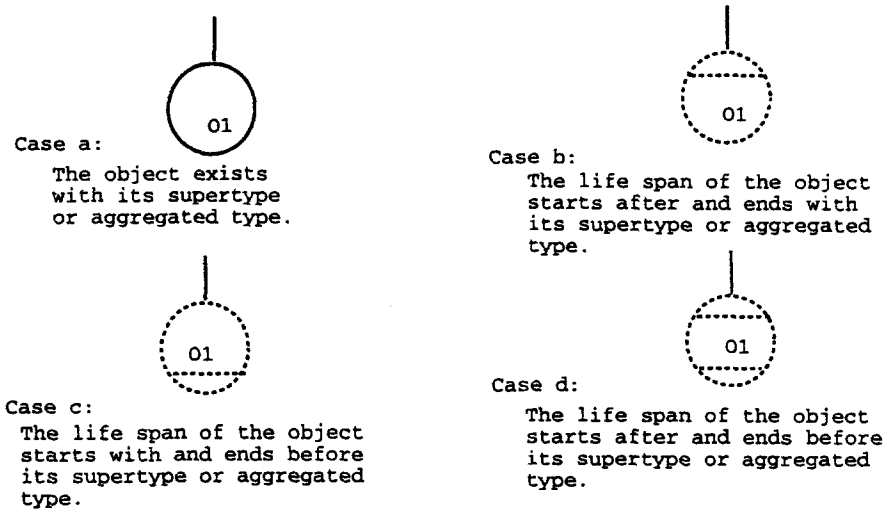 O1
Case a:
The object exists
with its supertype
or aggregated type.
O1
Case b:
The life span of the object
starts after and ends with
its supertype or aggregated
type.
O1
Case c:
The life span of the object
starts with and ends before
its supertype or aggregated
type.
O1
Case d:
The life span of the object
starts after and ends before
its supertype or aggregated
type.